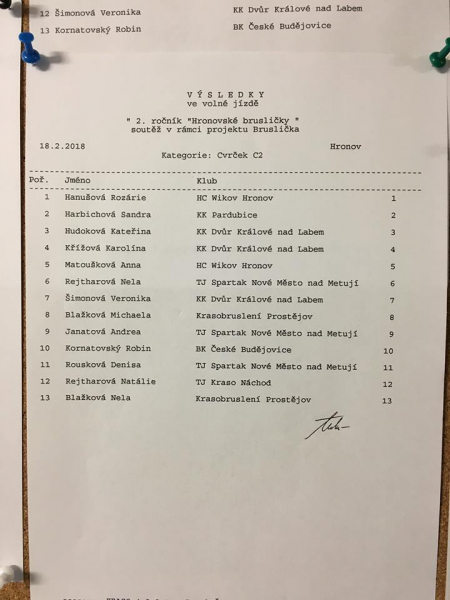 12 Šimonová Veronika KK Dvůr Králové nad Labem
13 Kornatovský Robin BK České Budějovice
V Ý S L E D K Y
ve volné jízdě
" 2. ročník "Hronovské brusličky "
soutěž v rámci projektu Bruslička
18.2.2018 Hronov
Kategorie: Cvrček C2
Poř. Jméno Klub
1 Hanušová Rozárie HC Wikov Hronov 1
2 Harbichová Sandra KK Pardubice 2
3 Hudoková Kateřina KK Dvůr Králové nad Labem 3
4 Křížová Karolína KK Dvůr Králové nad Labem 4
5 Matoušková Anna HC Wikov Hronov 5
6 Rejtharová Nela TJ Spartak Nové Město nad Metují 6
7 Šimonová Veronika KK Dvůr Králové nad Labem 7
8 Blažková Michaela Krasobruslení Prostějov 8
9 Janatová Andrea TJ Spartak Nové Město nad Metují 9
10 Kornatovský Robin BK České Budějovice 10
11 Rousková Denisa TJ Spartak Nové Město nad Metují 11
12 Rejtharová Natálie TJ Kraso Náchod 12
13 Blažková Nela Krasobruslení Prostějov 13